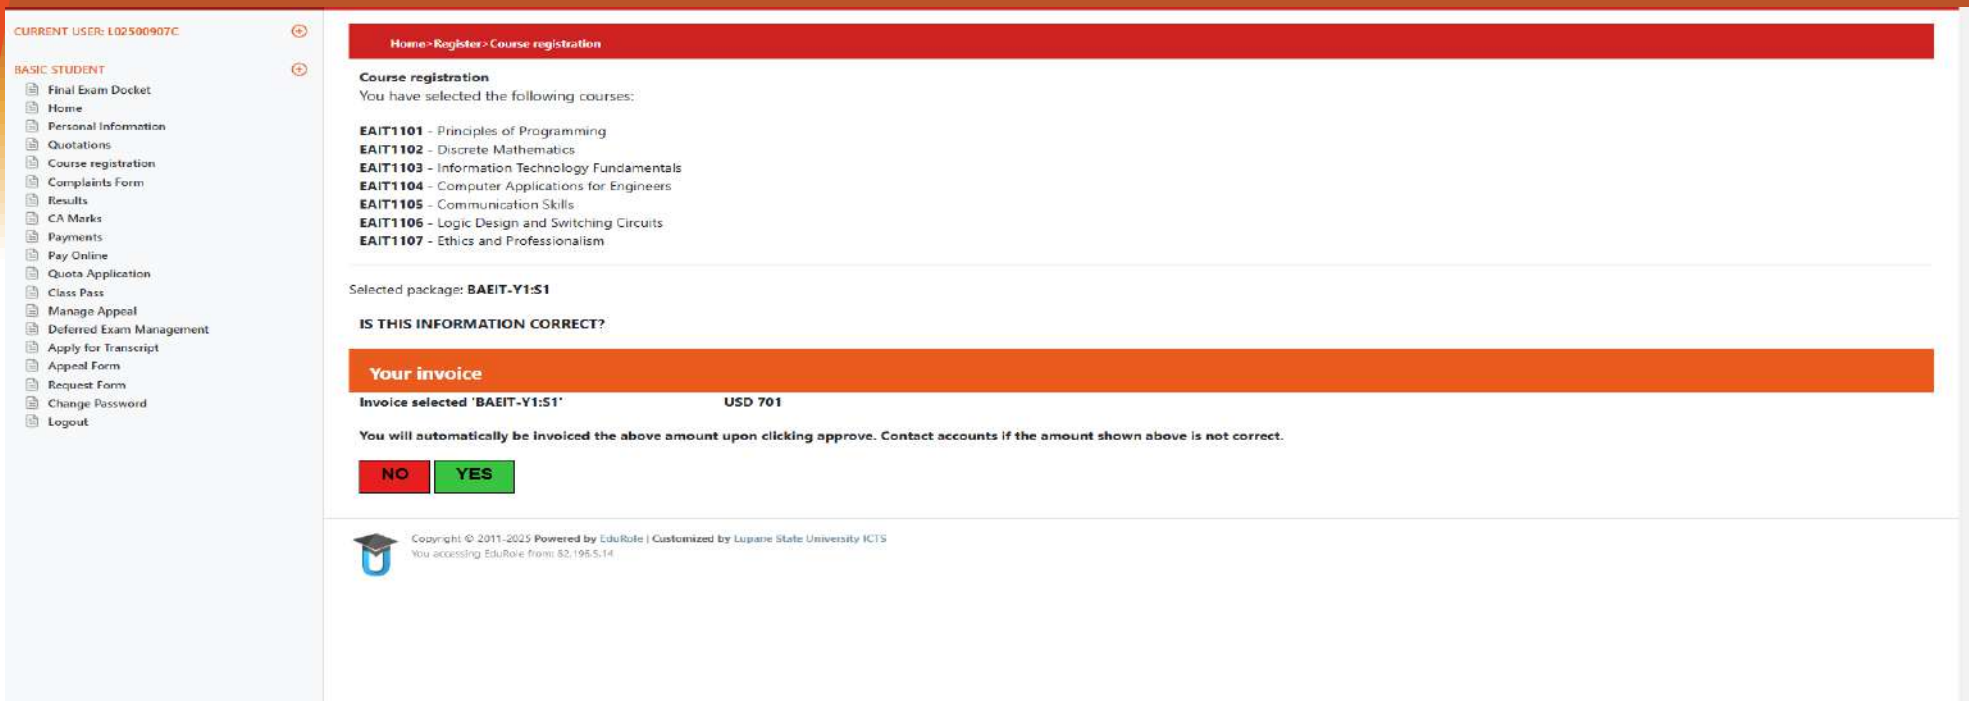 CURRENT USER: L02500907C
BASIC STUDENT
Final Exam Docket
Home
Personal Information
Quotations
Course registration
Complaints Form
Results
CA Marks
Payments
Pay Online
Quota Application
Class Pass
Manage Appeal
Deferred Exam Management
Apply for Transcript
Appeal Form
Request Form
Change Password
Logout
Home>Register>Course registration
Course registration
You have selected the following courses:
EAIT1101 - Principles of Programming
EAIT1102 - Discrete Mathematics
EAIT1103 - Information Technology Fundamentals
EAIT1104 - Computer Applications for Engineers
EAIT1105 - Communication Skills
EAIT1106 - Logic Design and Switching Circuits
EAIT1107 - Ethics and Professionalism
Selected package: BAEIT-Y1:S1
IS THIS INFORMATION CORRECT?
Your invoice
Invoice selected 'BAEIT-Y1:S1' USD 701
You will automatically be invoiced the above amount upon clicking approve. Contact accounts if the amount shown above is not correct.
NO YES
Copyright © 2011-2025 Powered by EduRole | Customized by Lupane State University ICTS
You accessing EduRole from: